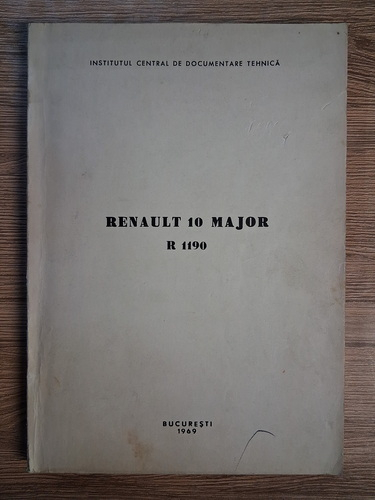 INSTITUTUL CENTRAL DE DOCUMENTARE TEHNICĂ
RENAULT 10 MAJOR
R 1190
BUCUREŞTI
1969